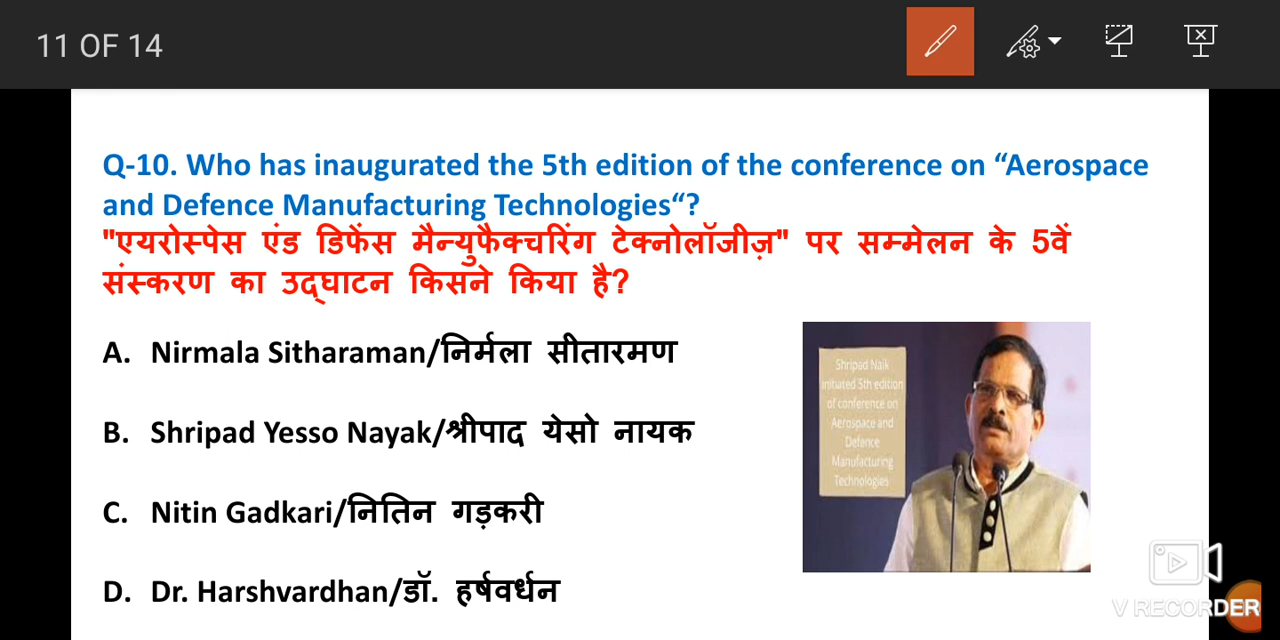 11 OF 14
Q-10. Who has inaugurated the 5th edition of the conference on “Aerospace
and Defence Manufacturing Technologies“?
"एयरोस्पेस एंड डिफेंस मैन्युफैक्चरिंग टेक्नोलॉजीज़" पर सम्मेलन के 5वें
संस्करण का उद्घाटन किसने किया है?
A. Nirmala Sitharaman/निर्मला सीतारमण
B. Shripad Yesso Nayak/श्रीपाद येसो नायक
C. Nitin Gadkari/नितिन गड़करी
D. Dr. Harshvardhan/डॉ. हर्षवर्धन
Shripad Naik
initiated 5th edition
of conference on
Aerospace and
Defence
Manufacturing
Technologies
V RECORDER